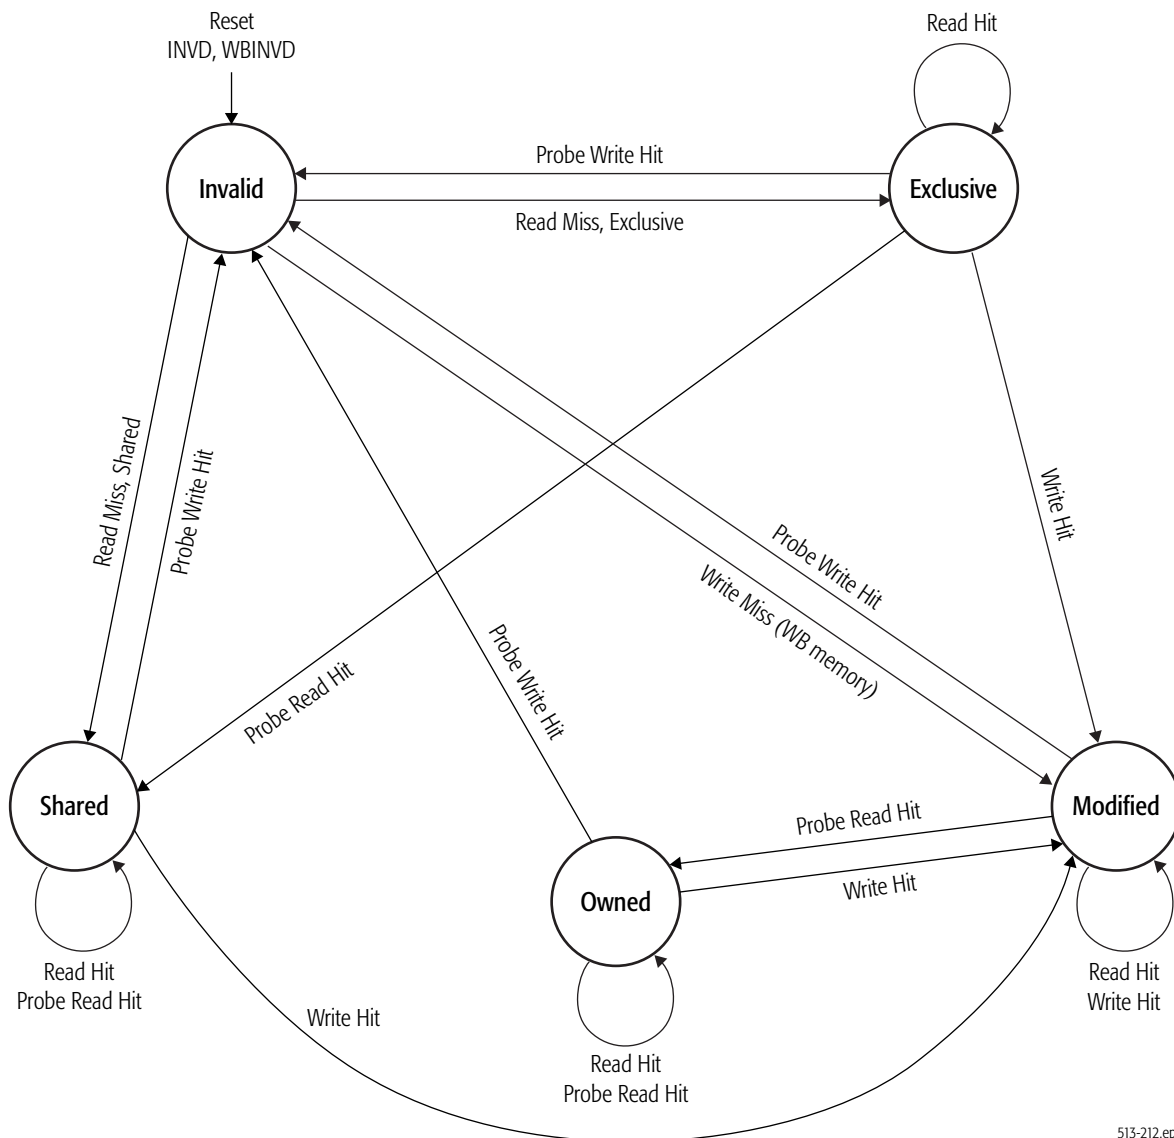 Reset
INVD, WBINVD
Read Hit
Probe Write Hit
Invalid
Exclusive
Read Miss, Exclusive
Read Miss, Shared
Probe Write Hit
Write Hit
Probe Write Hit
Write Miss (WB memory)
Probe Write Hit
Probe Read Hit
Shared
Modified
Probe Read Hit
Write Hit
Owned
Read Hit
Probe Read Hit
Read Hit
Write Hit
Write Hit
Read Hit
Probe Read Hit
513-212.ep